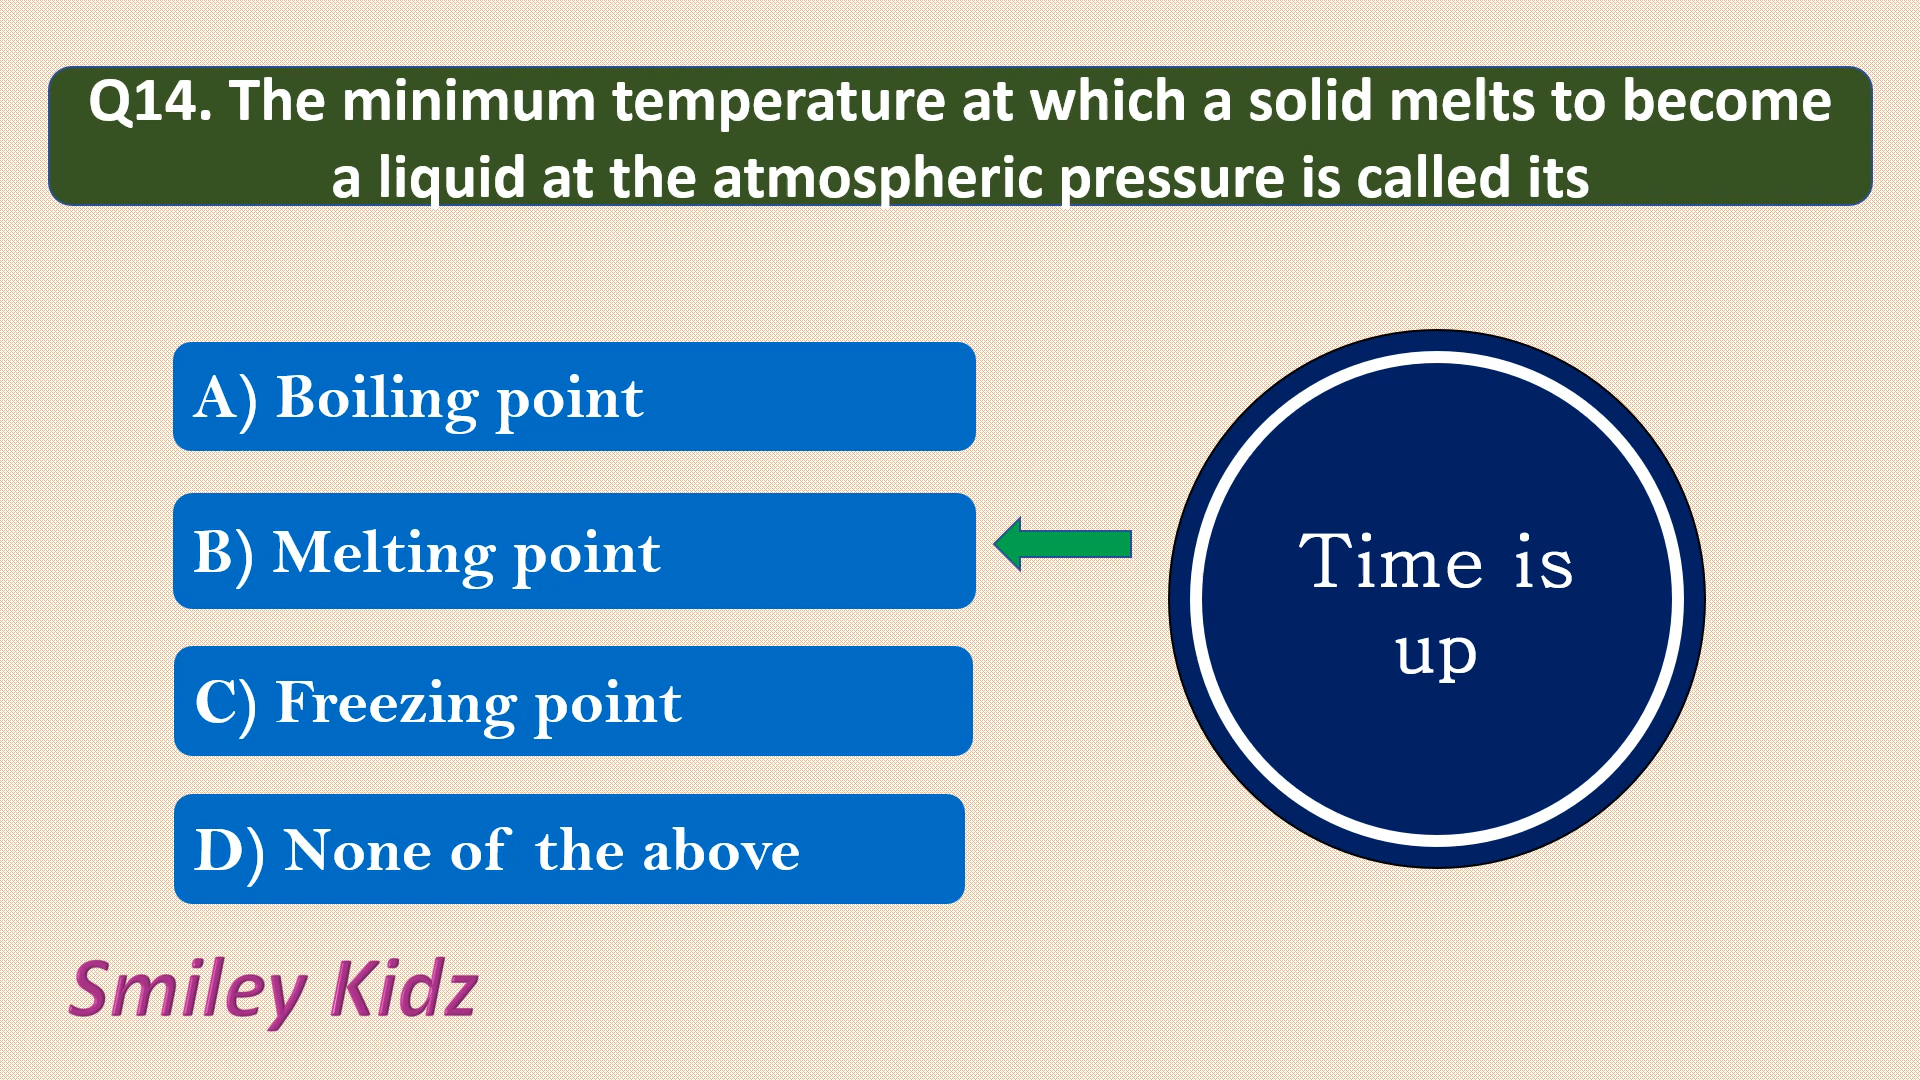 Q14. The minimum temperature at which a solid melts to become
a liquid at the atmospheric pressure is called its
A) Boiling point
B) Melting point
C) Freezing point
D) None of the above
Time is
up
Smiley Kidz